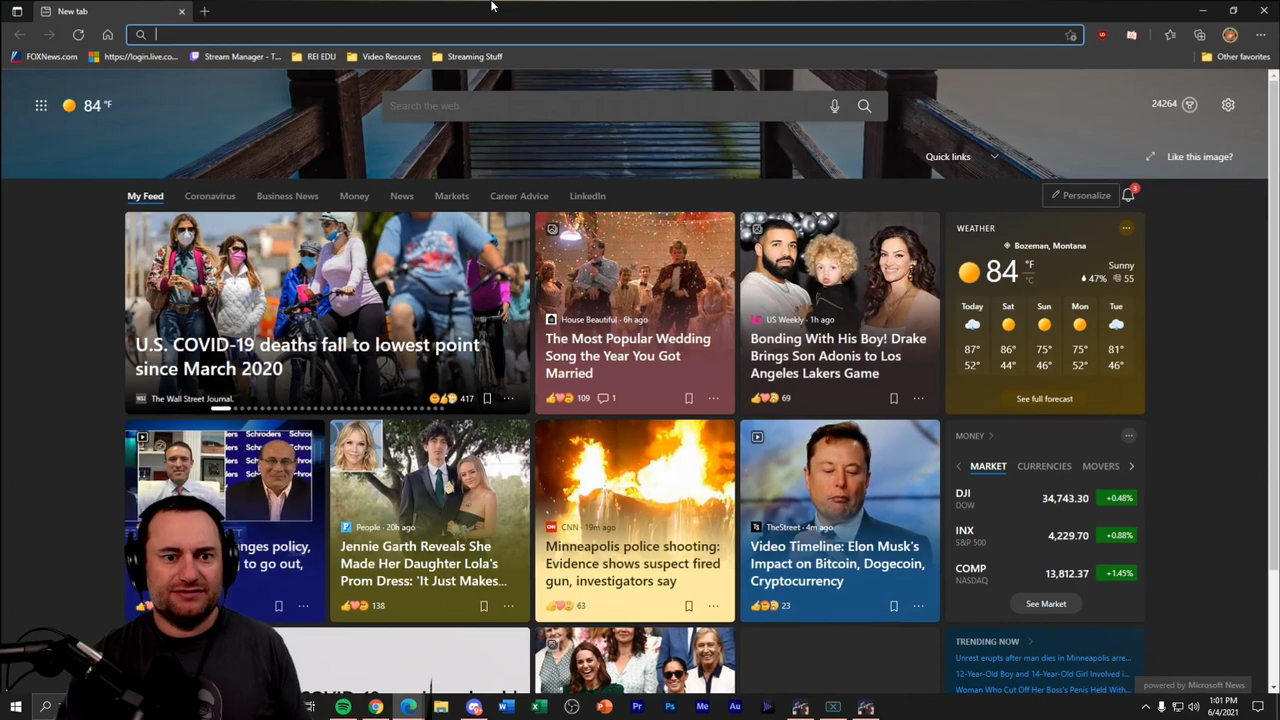 New tab
FOXNews.com
https://login.live.co...
Stream Manager - T...
REI EDU
Video Resources
Streaming Stuff
Other favorites
84 °F
Search the web
24264
Quick links
Like this image?
My Feed
Coronavirus
Business News
Money
News
Markets
Career Advice
LinkedIn
Personalize
3
U.S. COVID-19 deaths fall to lowest point
since March 2020
WSJ
The Wall Street Journal.
417
House Beautiful · 6h ago
The Most Popular Wedding
Song the Year You Got
Married
109
1
US Weekly · 1h ago
Bonding With His Boy! Drake
Brings Son Adonis to Los
Angeles Lakers Game
69
WEATHER
Bozeman, Montana
84 °F
°C
Sunny
47%
55
Today
Sat
Sun
Mon
Tue
87°
86°
75°
75°
81°
52°
44°
46°
52°
46°
See full forecast
Schroders
nges policy,
to go out,
People · 20h ago
Jennie Garth Reveals She
Made Her Daughter Lola's
Prom Dress: 'It Just Makes...
138
CNN · 19m ago
Minneapolis police shooting:
Evidence shows suspect fired
gun, investigators say
63
TheStreet · 4m ago
Video Timeline: Elon Musk's
Impact on Bitcoin, Dogecoin,
Cryptocurrency
23
MONEY
MARKET
CURRENCIES
MOVERS
DJI
DOW
34,743.30
+0.48%
INX
S&P 500
4,229.70
+0.88%
COMP
NASDAQ
13,812.37
+1.45%
See Market
TRENDING NOW
Unrest erupts after man dies in Minneapolis arre...
12-Year-Old Boy and 14-Year-Old Girl Involved i...
Woman Who Cut Off Her Boss's Penis Held With...
powered by Microsoft News
Pr
Ps
Me
Au
1:01 PM
6/4/2021